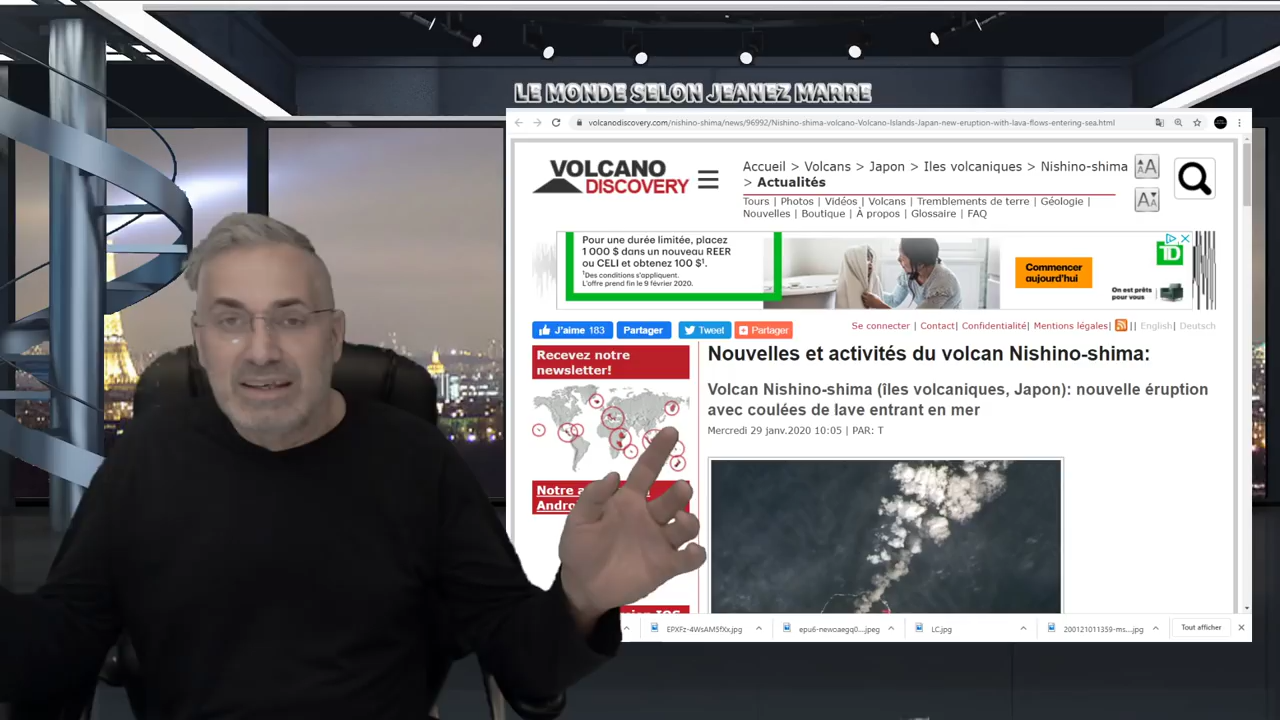 LE MONDE SELON JEANEZ MARRE
volcanodiscovery.com/nishino-shima/news/96992/Nishino-shima-volcano-Volcano-Islands-Japan-new-eruption-with-lava-flows-entering-sea.html
VOLCANO
DISCOVERY
Accueil > Volcans > Japon > Iles volcaniques > Nishino-shima
> Actualités
Tours | Photos | Vidéos | Volcans | Tremblements de terre | Géologie |
Nouvelles | Boutique | À propos | Glossaire | FAQ
AA
AA
Pour une durée limitée, placez
1 000 $ dans un nouveau REER
ou CELI et obtenez 100 $¹.
¹Des conditions s'appliquent.
L'offre prend fin le 9 février 2020.
Commencer
aujourd'hui
TD
On est prêts
pour vous
J'aime 183
Partager
Tweet
Partager
Se connecter | Contact| Confidentialité| Mentions légales| || English| Deutsch
Recevez notre
newsletter!
Nouvelles et activités du volcan Nishino-shima:
Volcan Nishino-shima (îles volcaniques, Japon): nouvelle éruption
avec coulées de lave entrant en mer
Mercredi 29 janv.2020 10:05 | PAR: T
Notre
EPXFz-4WsAM5fXx.jpg
LC.jpg
200121011359-ms....jpg
Tout afficher